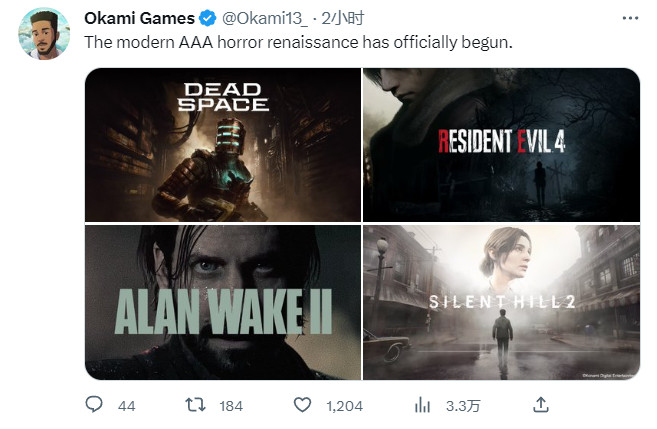 Okami Games @Okami13_ · 2小时
The modern AAA horror renaissance has officially begun.
DEAD
SPACE
RESIDENT EVIL 4
ALAN WAKE II
SILENT HILL 2
©Konami Digital Entertainment
44 184 1,204 3.3万